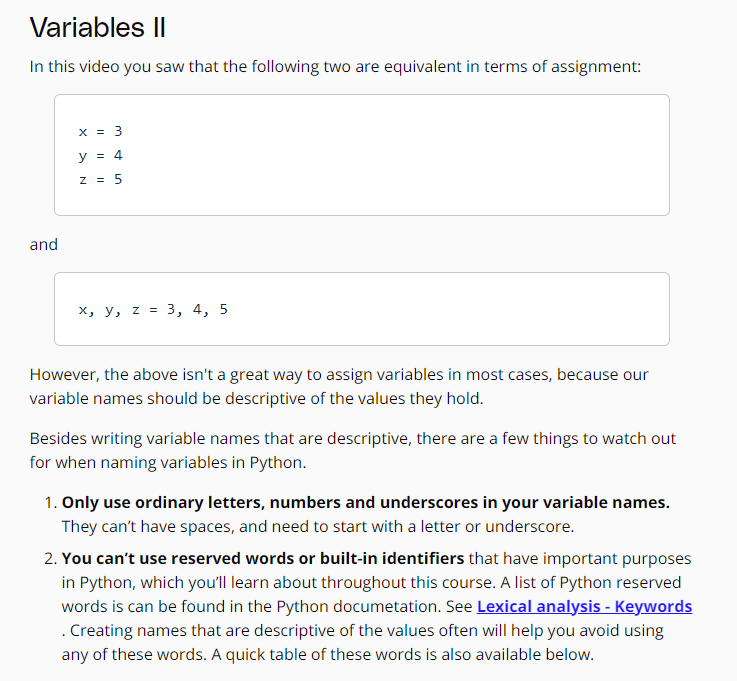 Variables II
In this video you saw that the following two are equivalent in terms of assignment:
x = 3
y = 4
z = 5
and
x, y, z = 3, 4, 5
However, the above isn't a great way to assign variables in most cases, because our
variable names should be descriptive of the values they hold.
Besides writing variable names that are descriptive, there are a few things to watch out
for when naming variables in Python.
1. Only use ordinary letters, numbers and underscores in your variable names.
They can’t have spaces, and need to start with a letter or underscore.
2. You can’t use reserved words or built-in identifiers that have important purposes
in Python, which you’ll learn about throughout this course. A list of Python reserved
words is can be found in the Python documetation. See Lexical analysis - Keywords
. Creating names that are descriptive of the values often will help you avoid using
any of these words. A quick table of these words is also available below.